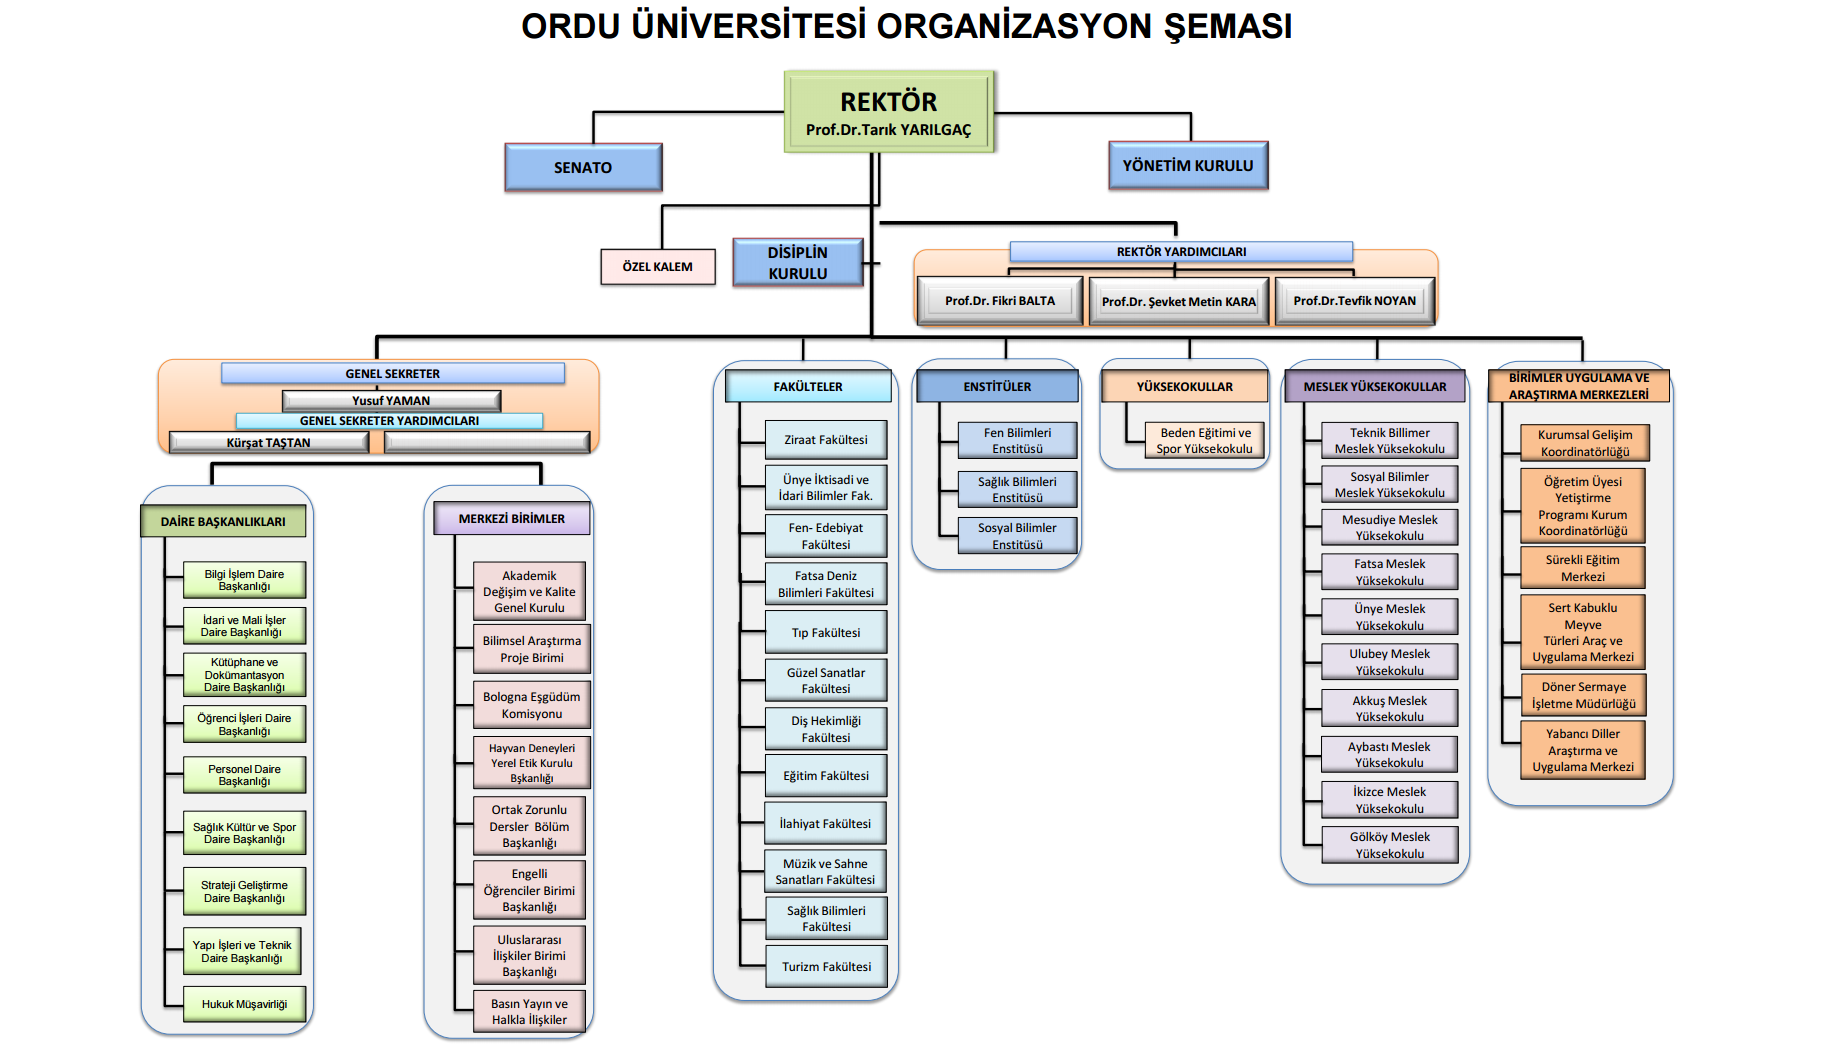 ORDU ÜNİVERSİTESİ ORGANİZASYON ŞEMASI
REKTÖR
Prof.Dr.Tarık YARILGAÇ
SENATO
YÖNETİM KURULU
ÖZEL KALEM
DİSİPLİN
KURULU
REKTÖR YARDIMCILARI
Prof.Dr. Fikri BALTA
Prof.Dr. Şevket Metin KARA
Prof.Dr.Tevfik NOYAN
GENEL SEKRETER
Yusuf YAMAN
GENEL SEKRETER YARDIMCILARI
Kürşat TAŞTAN
DAİRE BAŞKANLIKLARI
Bilgi İşlem Daire
Başkanlığı
İdari ve Mali İşler
Daire Başkanlığı
Kütüphane ve
Dokümantasyon
Daire Başkanlığı
Öğrenci İşleri Daire
Başkanlığı
Personel Daire
Başkanlığı
Sağlık Kültür ve Spor
Daire Başkanlığı
Strateji Geliştirme
Daire Başkanlığı
Yapı İşleri ve Teknik
Daire Başkanlığı
Hukuk Müşavirliği
MERKEZİ BİRİMLER
Akademik
Değişim ve Kalite
Genel Kurulu
Bilimsel Araştırma
Proje Birimi
Bologna Eşgüdüm
Komisyonu
Hayvan Deneyleri
Yerel Etik Kurulu
Bşkanlığı
Ortak Zorunlu
Dersler Bölüm
Başkanlığı
Engelli
Öğrenciler Birimi
Başkanlığı
Uluslararası
İlişkiler Birimi
Başkanlığı
Basın Yayın ve
Halkla İlişkiler
FAKÜLTELER
Ziraat Fakültesi
Ünye İktisadi ve
İdari Bilimler Fak.
Fen- Edebiyat
Fakültesi
Fatsa Deniz
Bilimleri Fakültesi
Tıp Fakültesi
Güzel Sanatlar
Fakültesi
Diş Hekimliği
Fakültesi
Eğitim Fakültesi
İlahiyat Fakültesi
Müzik ve Sahne
Sanatları Fakültesi
Sağlık Bilimleri
Fakültesi
Turizm Fakültesi
ENSTİTÜLER
Fen Bilimleri
Enstitüsü
Sağlık Bilimleri
Enstitüsü
Sosyal Bilimler
Enstitüsü
YÜKSEKOKULLAR
Beden Eğitimi ve
Spor Yüksekokulu
MESLEK YÜKSEKOKULLAR
Teknik Billimer
Meslek Yüksekokulu
Sosyal Bilimler
Meslek Yüksekokulu
Mesudiye Meslek
Yüksekokulu
Fatsa Meslek
Yüksekokulu
Ünye Meslek
Yüksekokulu
Ulubey Meslek
Yüksekokulu
Akkuş Meslek
Yüksekokulu
Aybastı Meslek
Yüksekokulu
İkizce Meslek
Yüksekokulu
Gölköy Meslek
Yüksekokulu
BİRİMLER UYGULAMA VE
ARAŞTIRMA MERKEZLERİ
Kurumsal Gelişim
Koordinatörlüğü
Öğretim Üyesi
Yetiştirme
Programı Kurum
Koordinatörlüğü
Sürekli Eğitim
Merkezi
Sert Kabuklu
Meyve
Türleri Araç ve
Uygulama Merkezi
Döner Sermaye
İşletme Müdürlüğü
Yabancı Diller
Araştırma ve
Uygulama Merkezi